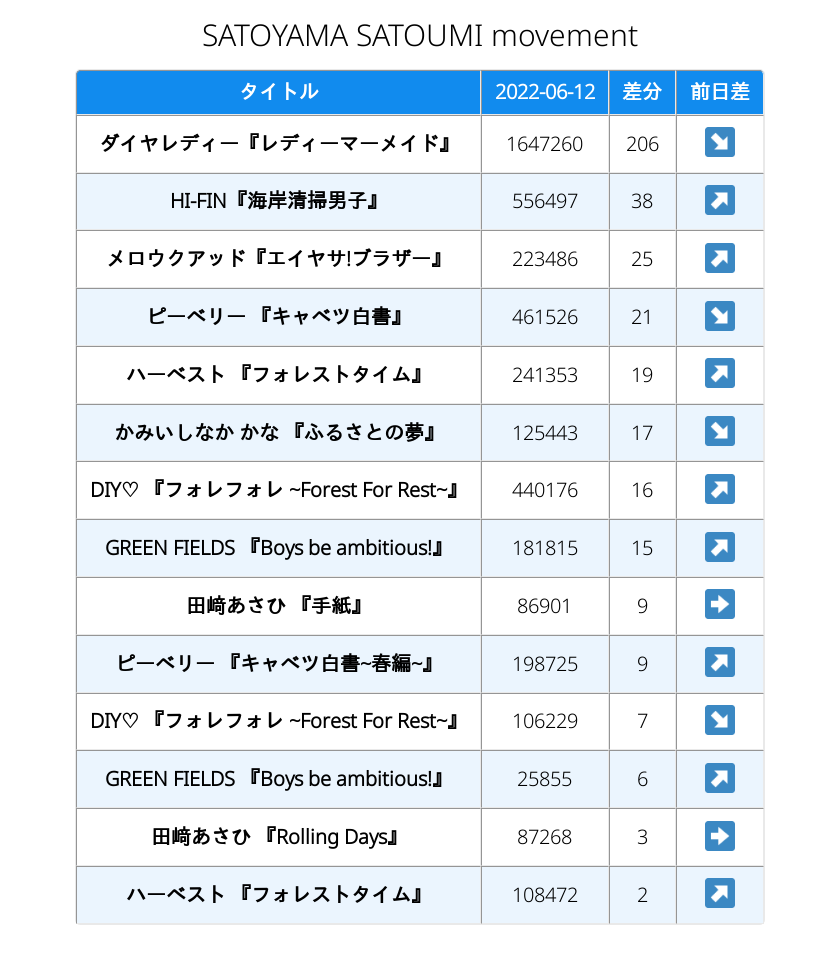 SATOYAMA SATOUMI movement
タイトル 2022-06-12 差分 前日差
ダイヤレディー『レディーマーメイド』 1647260 206 ↘
HI-FIN『海岸清掃男子』 556497 38 ↗
メロウクアッド『エイヤサ!ブラザー』 223486 25 ↗
ピーベリー 『キャベツ白書』 461526 21 ↘
ハーベスト 『フォレストタイム』 241353 19 ↗
かみいしなか かな 『ふるさとの夢』 125443 17 ↘
DIY♡ 『フォレフォレ ~Forest For Rest~』 440176 16 ↗
GREEN FIELDS 『Boys be ambitious!』 181815 15 ↗
田﨑あさひ 『手紙』 86901 9 ➡
ピーベリー 『キャベツ白書~春編~』 198725 9 ↗
DIY♡ 『フォレフォレ ~Forest For Rest~』 106229 7 ↘
GREEN FIELDS 『Boys be ambitious!』 25855 6 ↗
田﨑あさひ 『Rolling Days』 87268 3 ➡
ハーベスト 『フォレストタイム』 108472 2 ↗